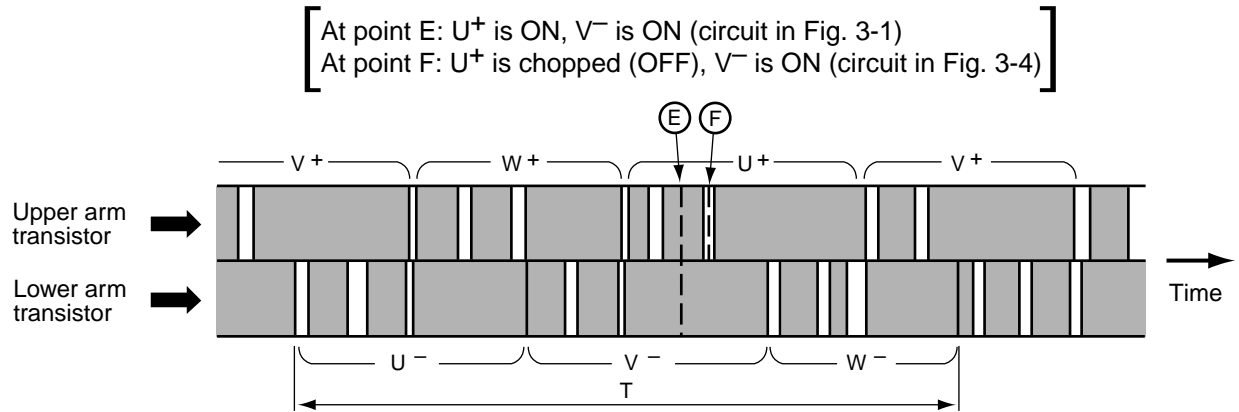 At point E: U+ is ON, V– is ON (circuit in Fig. 3-1)
At point F: U+ is chopped (OFF), V– is ON (circuit in Fig. 3-4)
E F
V + W + U + V +
Upper arm
transistor
Lower arm
transistor
Time
U – V – W –
T